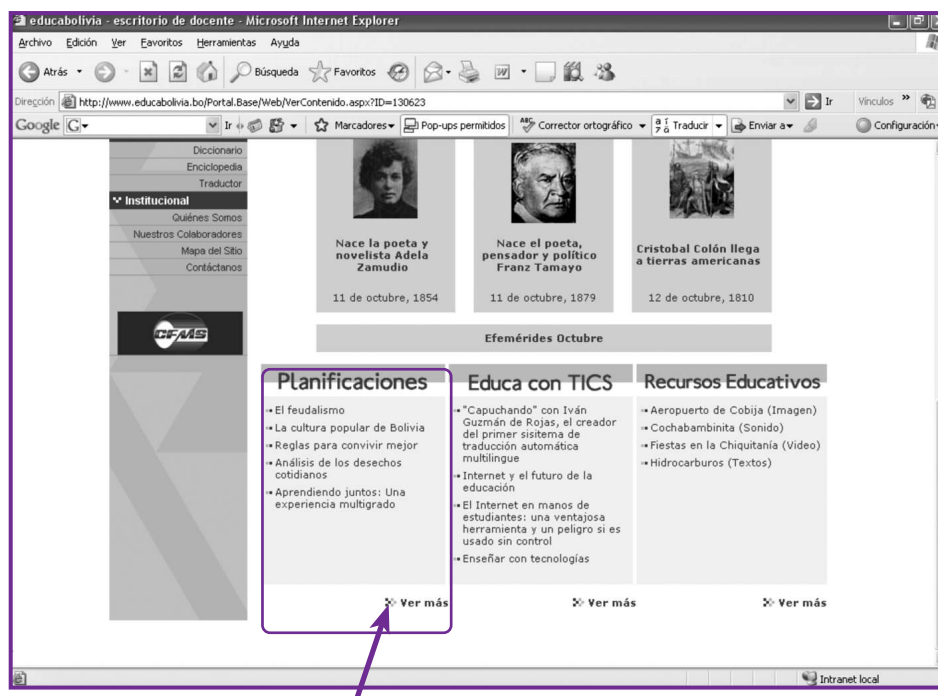 educabolivia - escritorio de docente - Microsoft Internet Explorer
Archivo Edición Ver Favoritos Herramientas Ayuda
Atrás Búsqueda Favoritos
Dirección http://www.educabolivia.bo/Portal.Base/Web/VerContenido.aspx?ID=130623 Ir Vínculos »
Google G Ir Marcadores Pop-ups permitidos ABC Corrector ortográfico Traducir Enviar a Configuración
Diccionario
Enciclopedia
Traductor
Institucional
Quiénes Somos
Nuestros Colaboradores
Mapa del Sitio
Contáctanos
CFMS
Nace la poeta y
novelista Adela
Zamudio
11 de octubre, 1854
Nace el poeta,
pensador y político
Franz Tamayo
11 de octubre, 1879
Cristobal Colón llega
a tierras americanas
12 de octubre, 1810
Efemérides Octubre
PLanificaciones
El feudalismo
La cultura popular de Bolivia
Reglas para convivir mejor
Análisis de los desechos
cotidianos
Aprendiendo juntos: Una
experiencia multigrado
Ver más
Educa con TICS
"Capuchando" con Iván
Guzmán de Rojas, el creador
del primer sisitema de
traducción automática
multilingue
Internet y el futuro de la
educación
El Internet en manos de
estudiantes: una ventajosa
herramienta y un peligro si es
usado sin control
Enseñar con tecnologías
Ver más
Recursos Educativos
Aeropuerto de Cobija (Imagen)
Cochabambinita (Sonido)
Fiestas en la Chiquitanía (Video)
Hidrocarburos (Textos)
Ver más
Intranet local